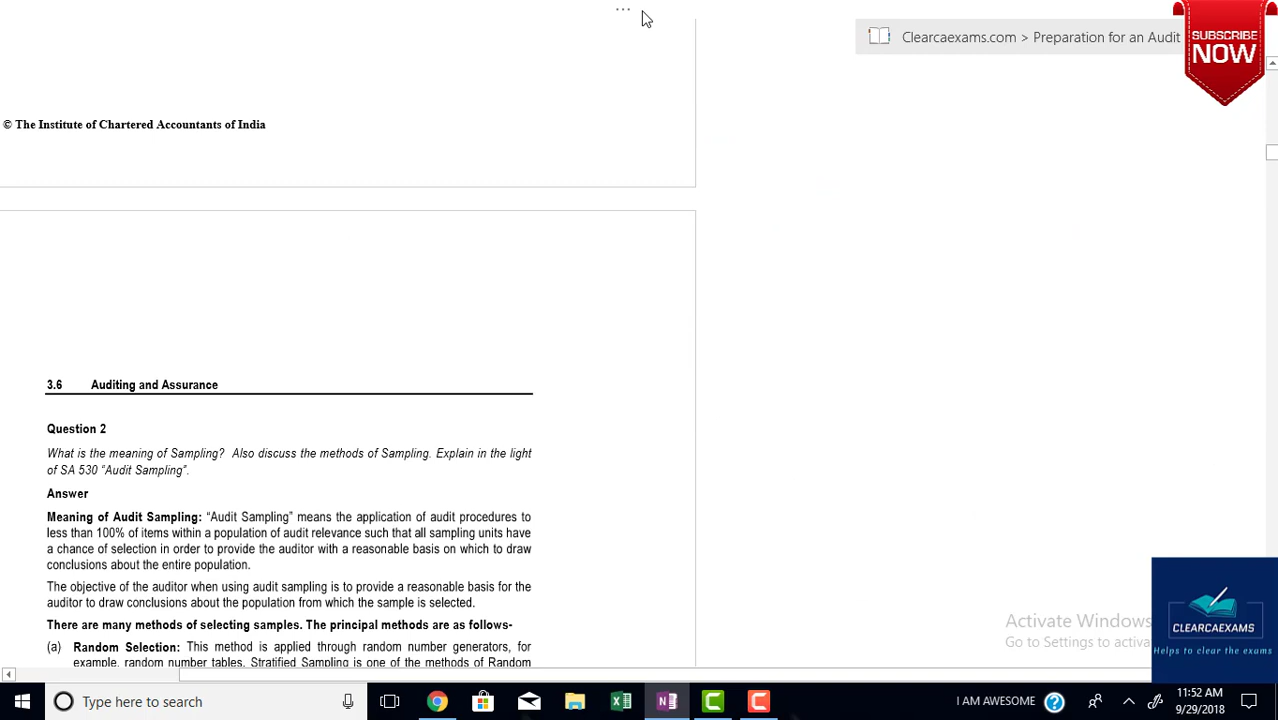 Clearcaexams.com > Preparation for an Audit
SUBSCRIBE
NOW
© The Institute of Chartered Accountants of India
3.6 Auditing and Assurance
Question 2
What is the meaning of Sampling? Also discuss the methods of Sampling. Explain in the light
of SA 530 “Audit Sampling”.
Answer
Meaning of Audit Sampling: “Audit Sampling” means the application of audit procedures to
less than 100% of items within a population of audit relevance such that all sampling units have
a chance of selection in order to provide the auditor with a reasonable basis on which to draw
conclusions about the entire population.
The objective of the auditor when using audit sampling is to provide a reasonable basis for the
auditor to draw conclusions about the population from which the sample is selected.
There are many methods of selecting samples. The principal methods are as follows-
(a) Random Selection: This method is applied through random number generators, for
example, random number tables. Stratified Sampling is one of the methods of Random
Activate Windows
Go to Settings to activa
CLEARCAEXAMS
Helps to clear the exams
Type here to search
I AM AWESOME
11:52 AM
9/29/2018